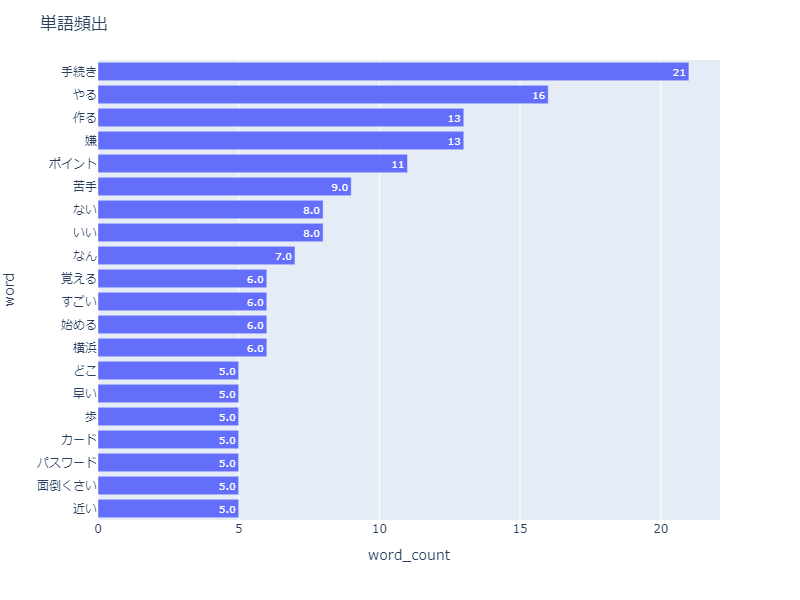 単語頻出
手続き 21
やる 16
作る 13
嫌 13
ポイント 11
苦手 9.0
ない 8.0
いい 8.0
なん 7.0
覚える 6.0
すごい 6.0
始める 6.0
横浜 6.0
どこ 5.0
早い 5.0
歩 5.0
カード 5.0
パスワード 5.0
面倒くさい 5.0
近い 5.0
0 5 10 15 20
word_count
word